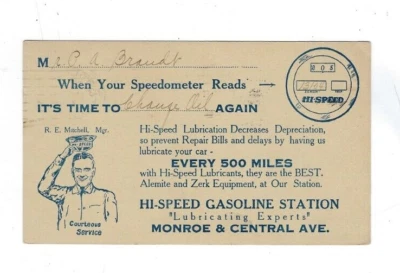 M r P. A Brandt
When Your Speedometer Reads →
IT'S TIME TO Change Oil AGAIN
HI-SPEED
R. E. Mitchell, Mgr.
HI-SPEED
Courteous
Service
Hi-Speed Lubrication Decreases Depreciation,
so prevent Repair Bills and delays by having us
lubricate your car -
EVERY 500 MILES
with Hi-Speed Lubricants, they are the BEST.
Alemite and Zerk Equipment, at Our Station.
HI-SPEED GASOLINE STATION
"Lubricating Experts"
MONROE & CENTRAL AVE.